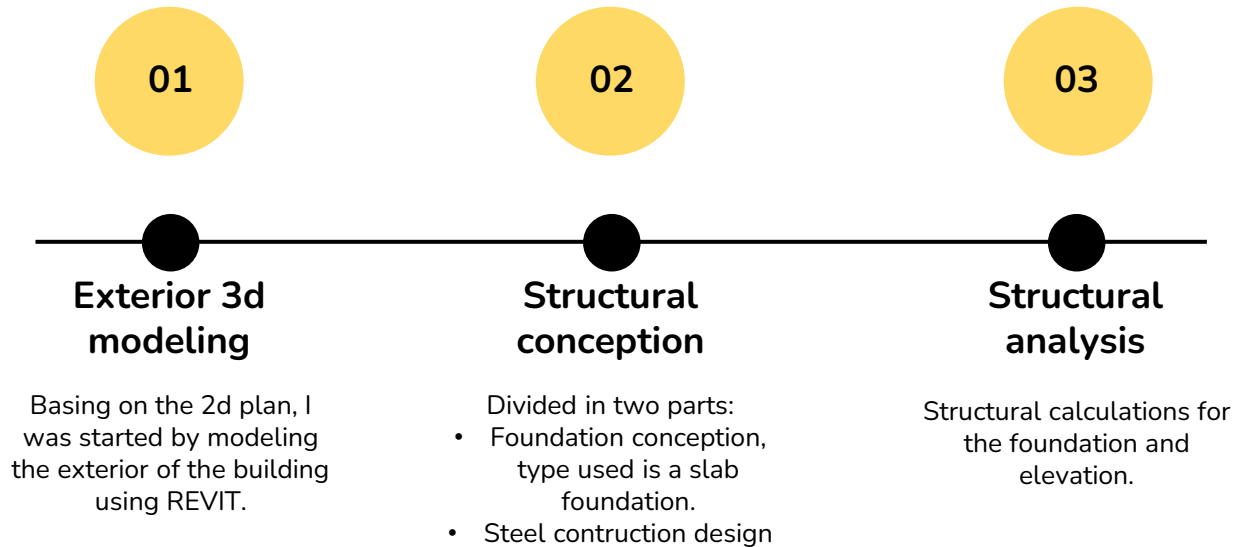 01
02
03
Exterior 3d
modeling
Basing on the 2d plan, I
was started by modeling
the exterior of the building
using REVIT.
Structural
conception
Divided in two parts:
• Foundation conception,
type used is a slab
foundation.
• Steel contruction design
Structural
analysis
Structural calculations for
the foundation and
elevation.